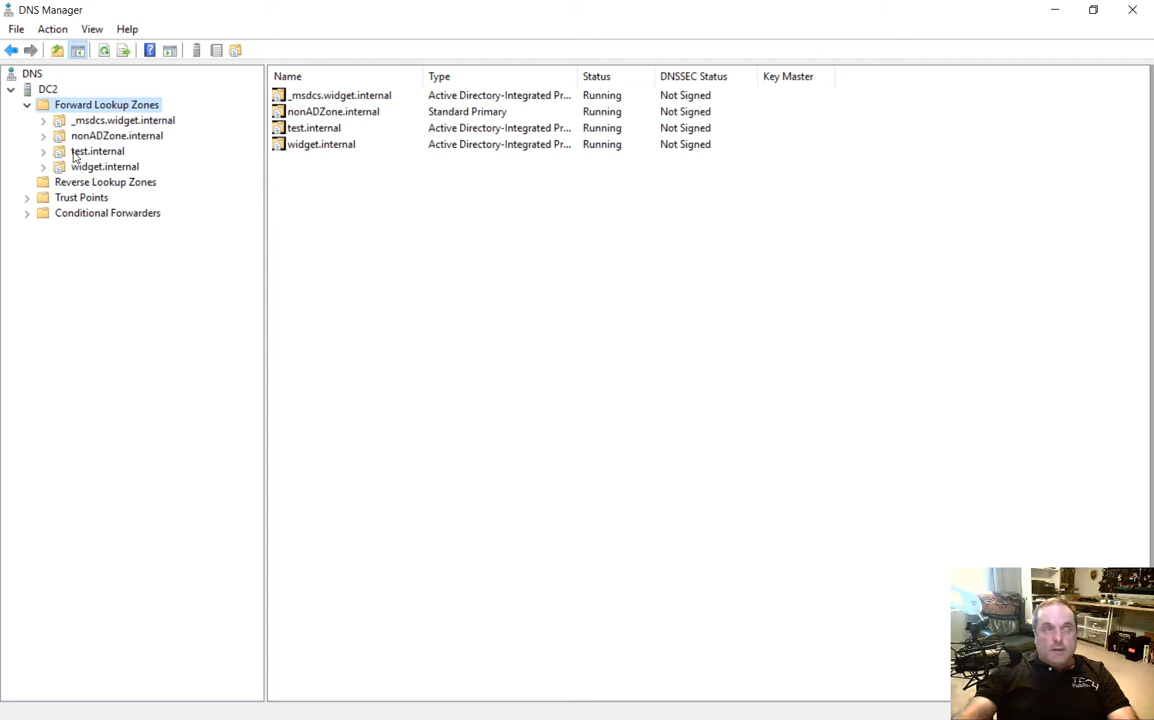 DNS Manager
File Action View Help
DNS
DC2
Forward Lookup Zones
_msdcs.widget.internal
nonADZone.internal
test.internal
widget.internal
Reverse Lookup Zones
Trust Points
Conditional Forwarders
Name Type Status DNSSEC Status Key Master
_msdcs.widget.internal Active Directory-Integrated Pr... Running Not Signed
nonADZone.internal Standard Primary Running Not Signed
test.internal Active Directory-Integrated Pr... Running Not Signed
widget.internal Active Directory-Integrated Pr... Running Not Signed